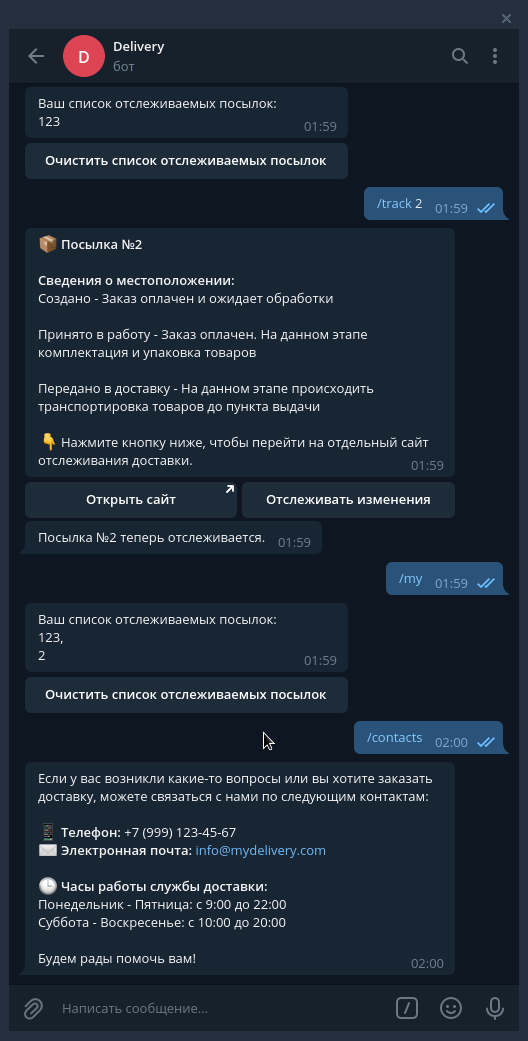 D
Delivery
бот
Ваш список отслеживаемых посылок:
123
01:59
Очистить список отслеживаемых посылок
/track 2 01:59
Посылка №2
Сведения о местоположении:
Создано - Заказ оплачен и ожидает обработки
Принято в работу - Заказ оплачен. На данном этапе
комплектация и упаковка товаров
Передано в доставку - На данном этапе происходить
транспортировка товаров до пункта выдачи
Нажмите кнопку ниже, чтобы перейти на отдельный сайт
отслеживания доставки.
01:59
Открыть сайт
Отслеживать изменения
Посылка №2 теперь отслеживается. 01:59
/my 01:59
Ваш список отслеживаемых посылок:
123,
2
01:59
Очистить список отслеживаемых посылок
/contacts 02:00
Если у вас возникли какие-то вопросы или вы хотите заказать
доставку, можете связаться с нами по следующим контактам:
Телефон: +7 (999) 123-45-67
Электронная почта: info@mydelivery.com
Часы работы службы доставки:
Понедельник - Пятница: с 9:00 до 22:00
Суббота - Воскресенье: с 10:00 до 20:00
Будем рады помочь вам!
02:00
Написать сообщение...